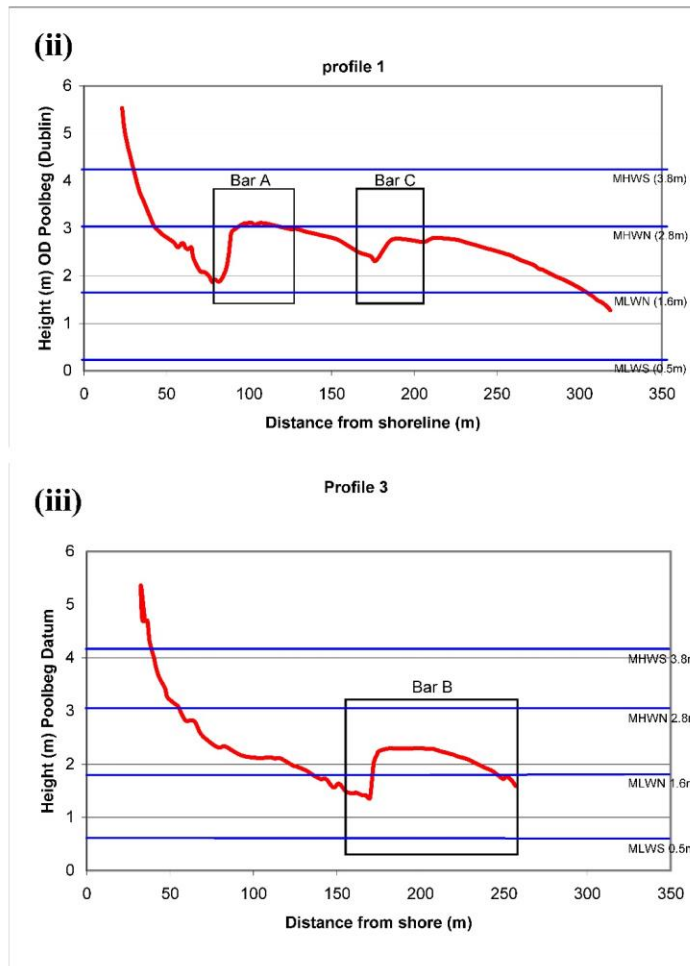 (ii)
profile 1
Height (m) OD Poolbeg (Dublin)
6
5
4
3
2
1
0
Bar A
Bar C
MHWS (3.8m)
MHWN (2.8m)
MLWN (1.6m)
MLWS (0.5m)
0 50 100 150 200 250 300 350
Distance from shoreline (m)
(iii)
Profile 3
Height (m) Poolbeg Datum
6
5
4
3
2
1
0
Bar B
MHWS 3.8m
MHWN 2.8m
MLWN 1.6m
MLWS 0.5m
0 50 100 150 200 250 300 350
Distance from shore (m)